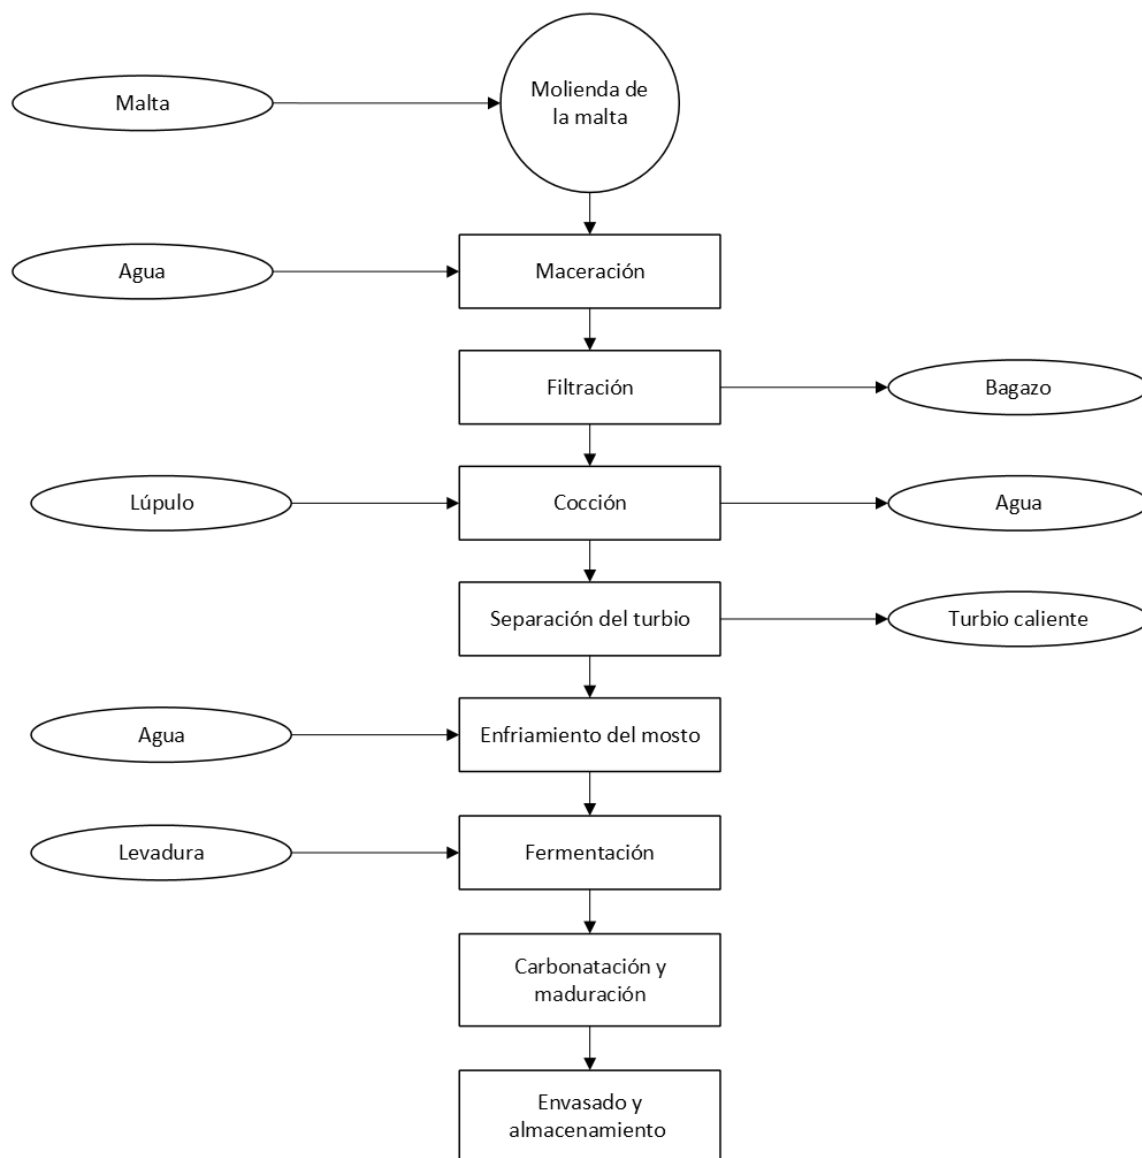 Malta
Molienda de
la malta
Agua
Maceración
Filtración
Bagazo
Lúpulo
Cocción
Agua
Separación del turbio
Turbio caliente
Agua
Enfriamiento del mosto
Levadura
Fermentación
Carbonatación y
maduración
Envasado y
almacenamiento